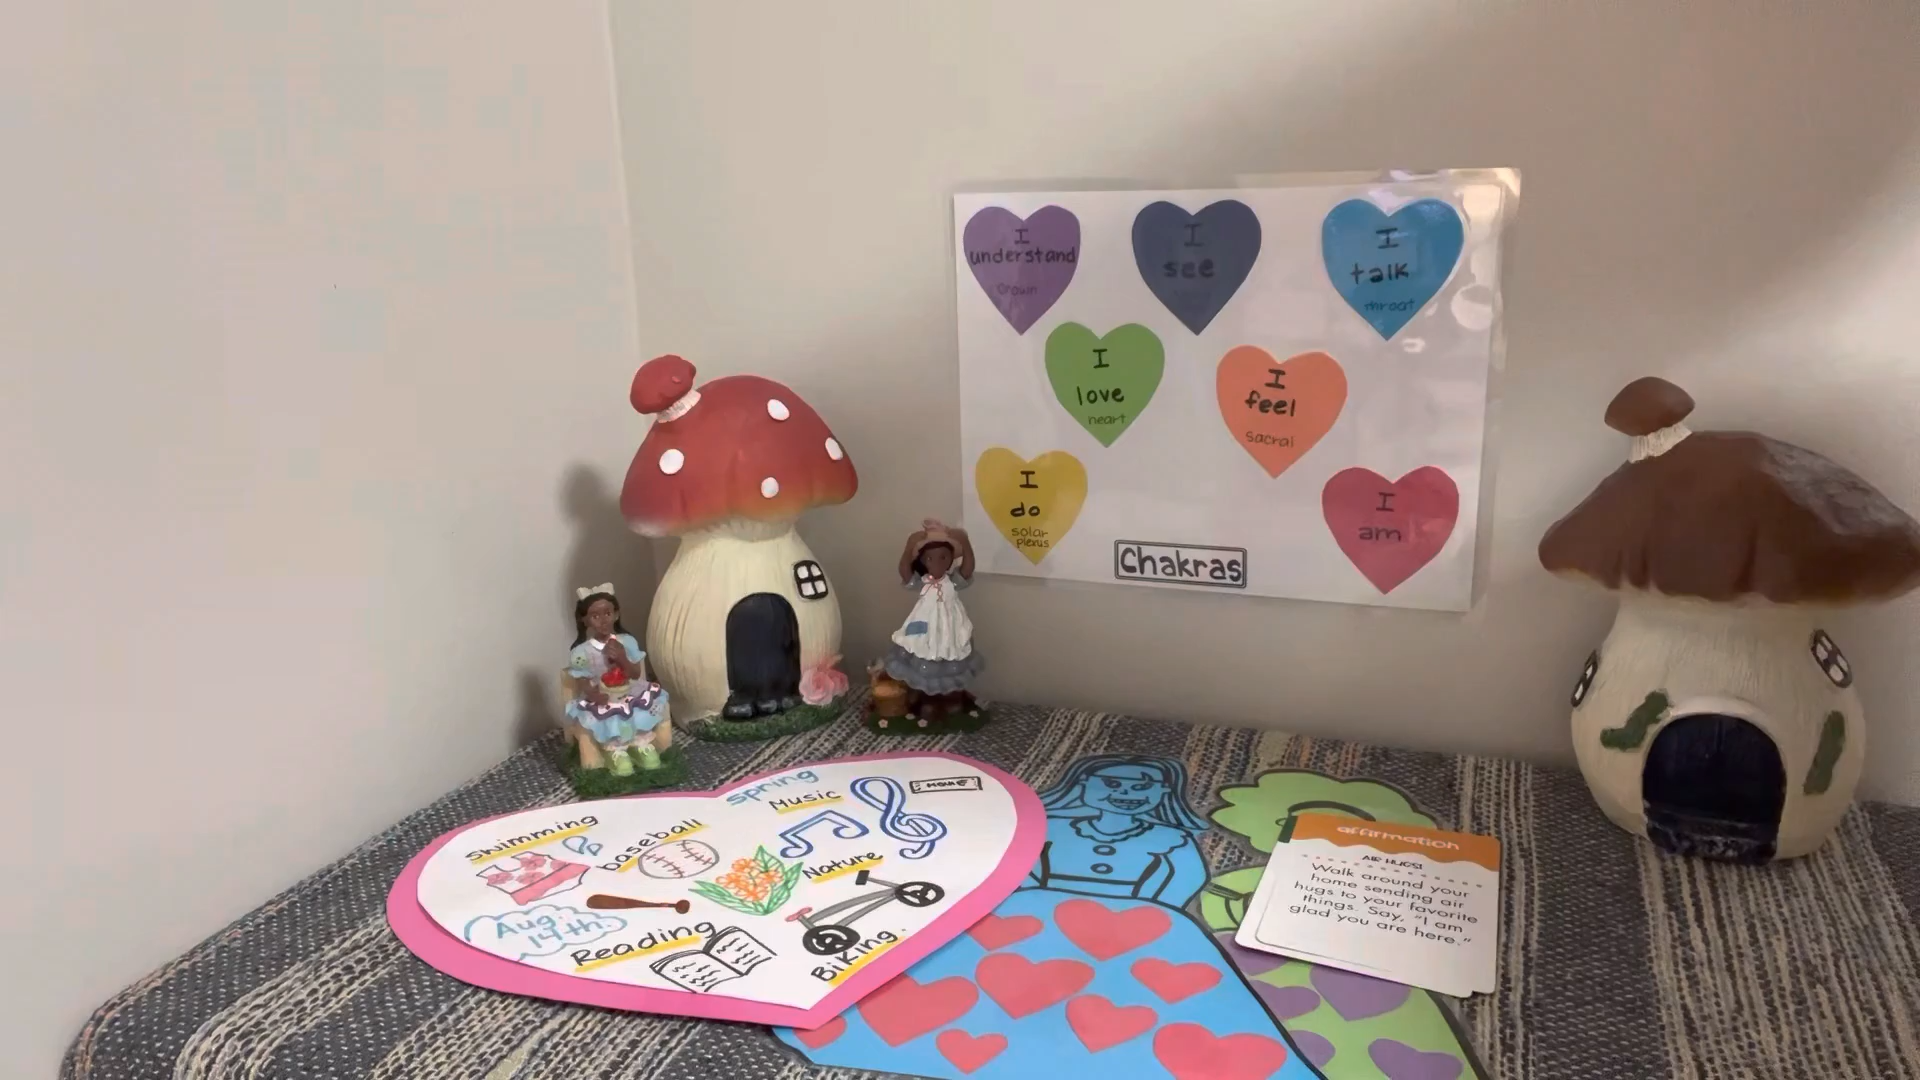 I
understand
crown
I
see
I
talk
throat
I
love
heart
I
feel
sacral
I
do
solar
plexus
I
am
Chakras
spring
Music
swimming
baseball
Nature
Aug.
14th.
Reading
Biking.
affirmation
AIR HUGS!
Walk around your
home sending air
hugs to your favorite
things. Say, "I am
glad you are here."